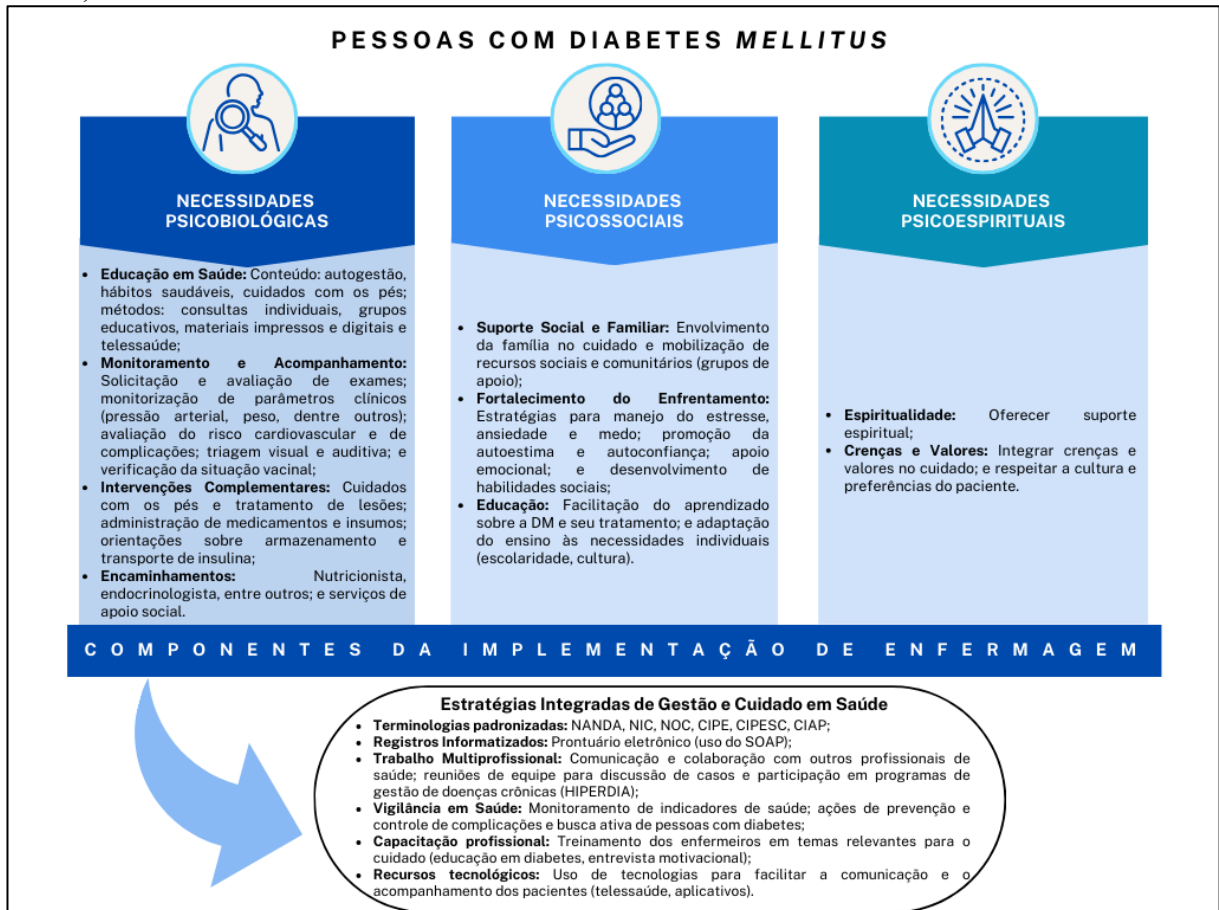 PESSOAS COM DIABETES MELLITUS
NECESSIDADES
PSICOBIOLÓGICAS
• Educação em Saúde: Conteúdo: autogestão,
hábitos saudáveis, cuidados com os pés;
métodos: consultas individuais, grupos
educativos, materiais impressos e digitais e
telessaúde;
• Monitoramento e Acompanhamento:
Solicitação e avaliação de exames;
monitorização de parâmetros clínicos
(pressão arterial, peso, dentre outros);
avaliação do risco cardiovascular e de
complicações; triagem visual e auditiva; e
verificação da situação vacinal;
• Intervenções Complementares: Cuidados
com os pés e tratamento de lesões;
administração de medicamentos e insumos;
orientações sobre armazenamento e
transporte de insulina;
• Encaminhamentos: Nutricionista,
endocrinologista, entre outros; e serviços de
apoio social.
NECESSIDADES
PSICOSSOCIAIS
• Suporte Social e Familiar: Envolvimento
da família no cuidado e mobilização de
recursos sociais e comunitários (grupos de
apoio);
• Fortalecimento do Enfrentamento:
Estratégias para manejo do estresse,
ansiedade e medo; promoção da
autoestima e autoconfiança; apoio
emocional; e desenvolvimento de
habilidades sociais;
• Educação: Facilitação do aprendizado
sobre a DM e seu tratamento; e adaptação
do ensino às necessidades individuais
(escolaridade, cultura).
NECESSIDADES
PSICOESPIRITUAIS
• Espiritualidade: Oferecer suporte
espiritual;
• Crenças e Valores: Integrar crenças e
valores no cuidado; e respeitar a cultura e
preferências do paciente.
COMPONENTES DA IMPLEMENTAÇÃO DE ENFERMAGEM
Estratégias Integradas de Gestão e Cuidado em Saúde
• Terminologias padronizadas: NANDA, NIC, NOC, CIPE, CIPESC, CIAP;
• Registros Informatizados: Prontuário eletrônico (uso do SOAP);
• Trabalho Multiprofissional: Comunicação e colaboração com outros profissionais de
saúde; reuniões de equipe para discussão de casos e participação em programas de
gestão de doenças crônicas (HIPERDIA);
• Vigilância em Saúde: Monitoramento de indicadores de saúde; ações de prevenção e
controle de complicações e busca ativa de pessoas com diabetes;
• Capacitação profissional: Treinamento dos enfermeiros em temas relevantes para o
cuidado (educação em diabetes, entrevista motivacional);
• Recursos tecnológicos: Uso de tecnologias para facilitar a comunicação e o
acompanhamento dos pacientes (telessaúde, aplicativos).